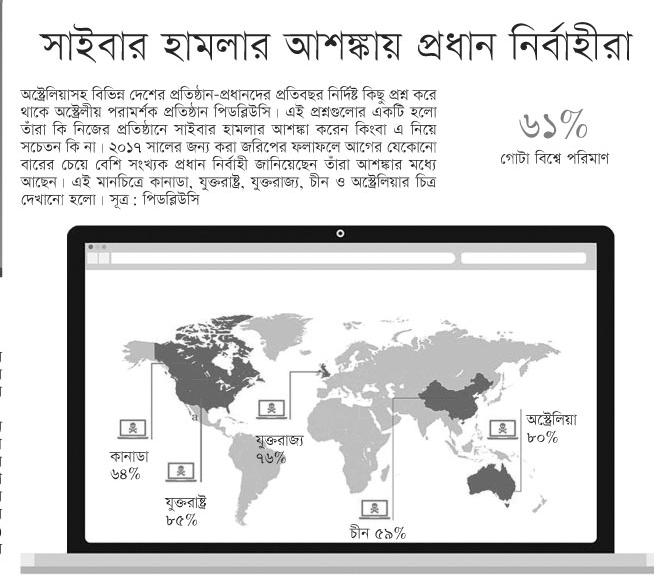 সাইবার হামলার আশঙ্কায় প্রধান নির্বাহীরা
অস্ট্রেলিয়াসহ বিভিন্ন দেশের প্রতিষ্ঠান-প্রধানদের প্রতিবছর নির্দিষ্ট কিছু প্রশ্ন করে
থাকে অস্ট্রেলীয় পরামর্শক প্রতিষ্ঠান পিডব্লিউসি। এই প্রশ্নগুলোর একটি হলো
তাঁরা কি নিজের প্রতিষ্ঠানে সাইবার হামলার আশঙ্কা করেন কিংবা এ নিয়ে
সচেতন কি না। ২০১৭ সালের জন্য করা জরিপের ফলাফলে আগের যেকোনো
বারের চেয়ে বেশি সংখ্যক প্রধান নির্বাহী জানিয়েছেন তাঁরা আশঙ্কার মধ্যে
আছেন। এই মানচিত্রে কানাডা, যুক্তরাষ্ট্র, যুক্তরাজ্য, চীন ও অস্ট্রেলিয়ার চিত্র
দেখানো হলো। সূত্র : পিডব্লিউসি
৬১%
গোটা বিশ্বে পরিমাণ
a
কানাডা
৬৪%
যুক্তরাষ্ট্র
৮৫%
যুক্তরাজ্য
৭৬%
চীন ৫৯%
অস্ট্রেলিয়া
৮০%